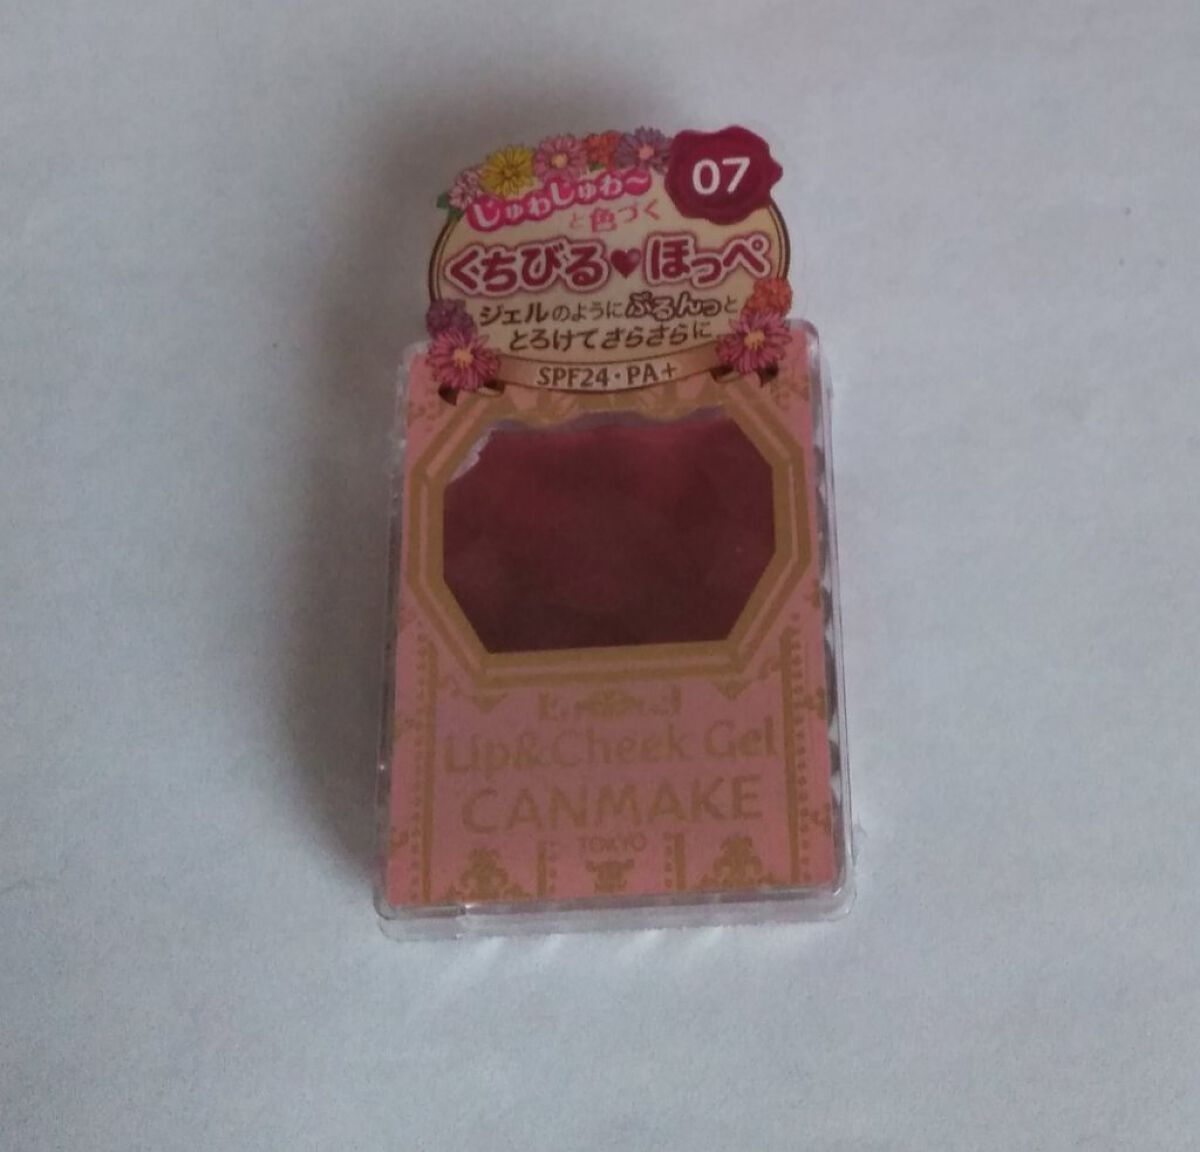 07
じゅわじゅわ〜
と色づく
くちびる♥ほっぺ
ジェルのようにぷるんっと
とろけてさらさらに
SPF24・PA+
Lip&Cheek Gel
CANMAKE
TOKYO